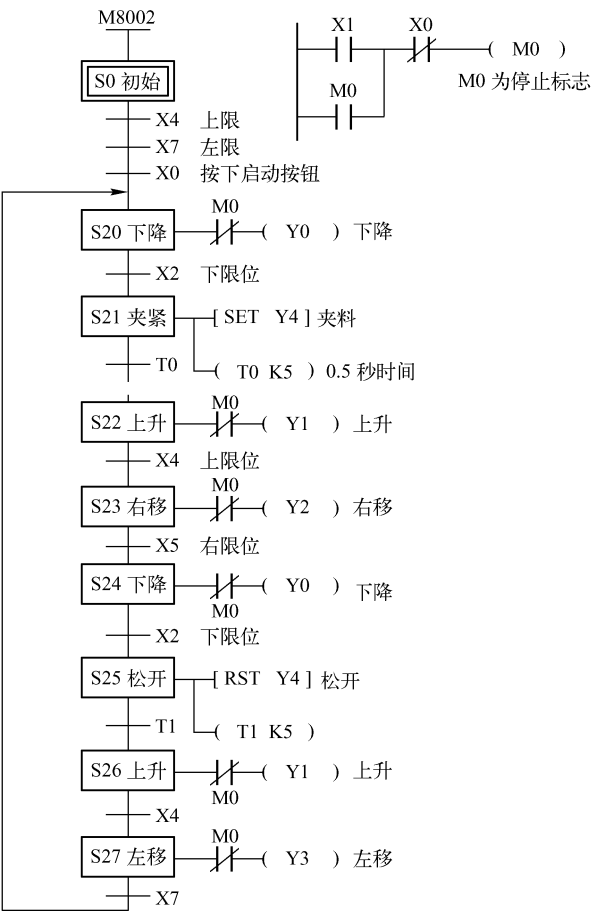 M8002
X1 X0
( M0 )
M0
M0 为停止标志
S0 初始
X4 上限
X7 左限
X0 按下启动按钮
M0
S20 下降 ( Y0 ) 下降
X2 下限位
S21 夹紧 [ SET Y4 ] 夹料
T0 ( T0 K5 ) 0.5 秒时间
M0
S22 上升 ( Y1 ) 上升
X4 上限位
M0
S23 右移 ( Y2 ) 右移
X5 右限位
S24 下降 ( Y0 ) 下降
M0
X2 下限位
S25 松开 [ RST Y4 ] 松开
T1 ( T1 K5 )
S26 上升 ( Y1 ) 上升
M0
X4
M0
S27 左移 ( Y3 ) 左移
X7